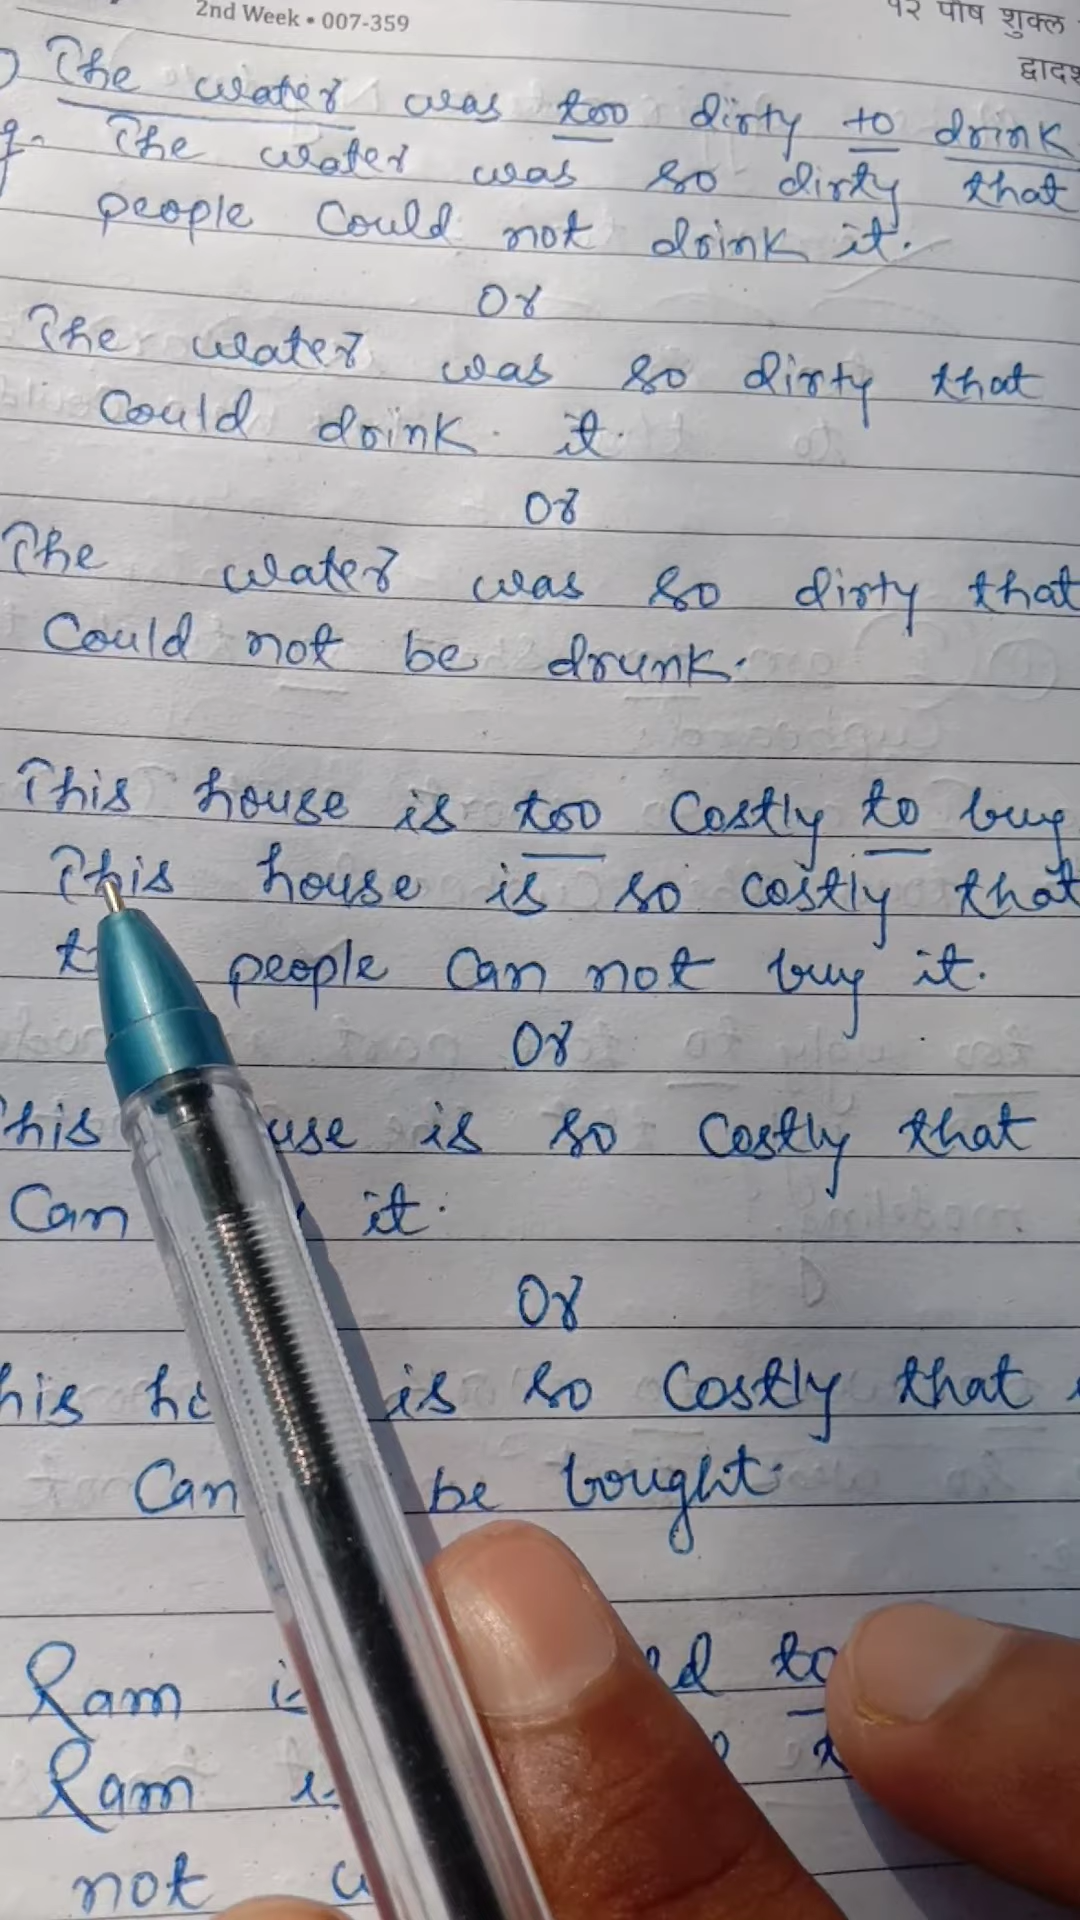 2nd Week • 007-359
१२ पौष शुक्ल
द्वादश
The water was too dirty to drink
The water was so dirty that
people could not drink it.
Or
The water was so dirty that
Could drink it.
Or
The water was so dirty that
Could not be drunk.
This house is too Costly to buy
This house is so costly that
people Can not buy it.
Or
his use is so Costly that
Can it.
Or
his ho is so Costly that
Can be bought.
Ram to
Ram
not